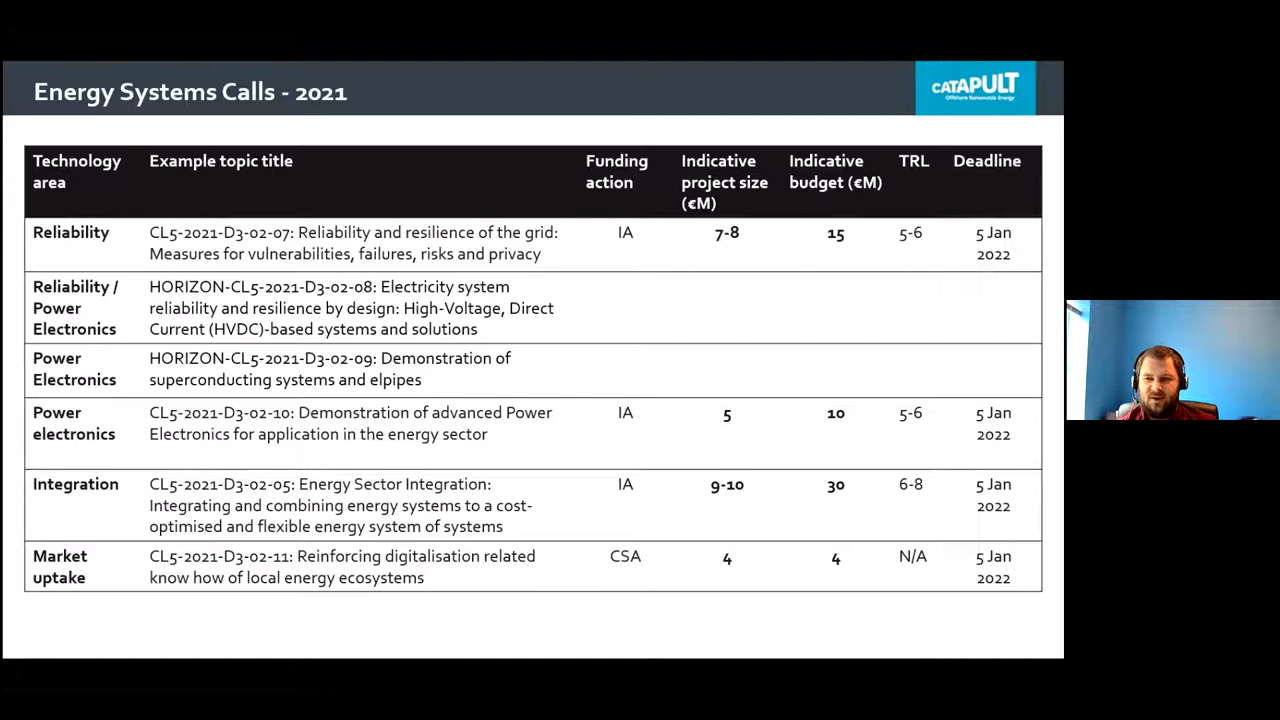 Energy Systems Calls - 2021
CATAPULT
Offshore Renewable Energy
Technology area
Example topic title
Funding action
Indicative project size (€M)
Indicative budget (€M)
TRL
Deadline
Reliability
CL5-2021-D3-02-07: Reliability and resilience of the grid:
Measures for vulnerabilities, failures, risks and privacy
IA
7-8
15
5-6
5 Jan
2022
Reliability /
Power
Electronics
HORIZON-CL5-2021-D3-02-08: Electricity system
reliability and resilience by design: High-Voltage, Direct
Current (HVDC)-based systems and solutions
Power
Electronics
HORIZON-CL5-2021-D3-02-09: Demonstration of
superconducting systems and elpipes
Power
electronics
CL5-2021-D3-02-10: Demonstration of advanced Power
Electronics for application in the energy sector
IA
5
10
5-6
5 Jan
2022
Integration
CL5-2021-D3-02-05: Energy Sector Integration:
Integrating and combining energy systems to a cost-
optimised and flexible energy system of systems
IA
9-10
30
6-8
5 Jan
2022
Market
uptake
CL5-2021-D3-02-11: Reinforcing digitalisation related
know how of local energy ecosystems
CSA
4
4
N/A
5 Jan
2022